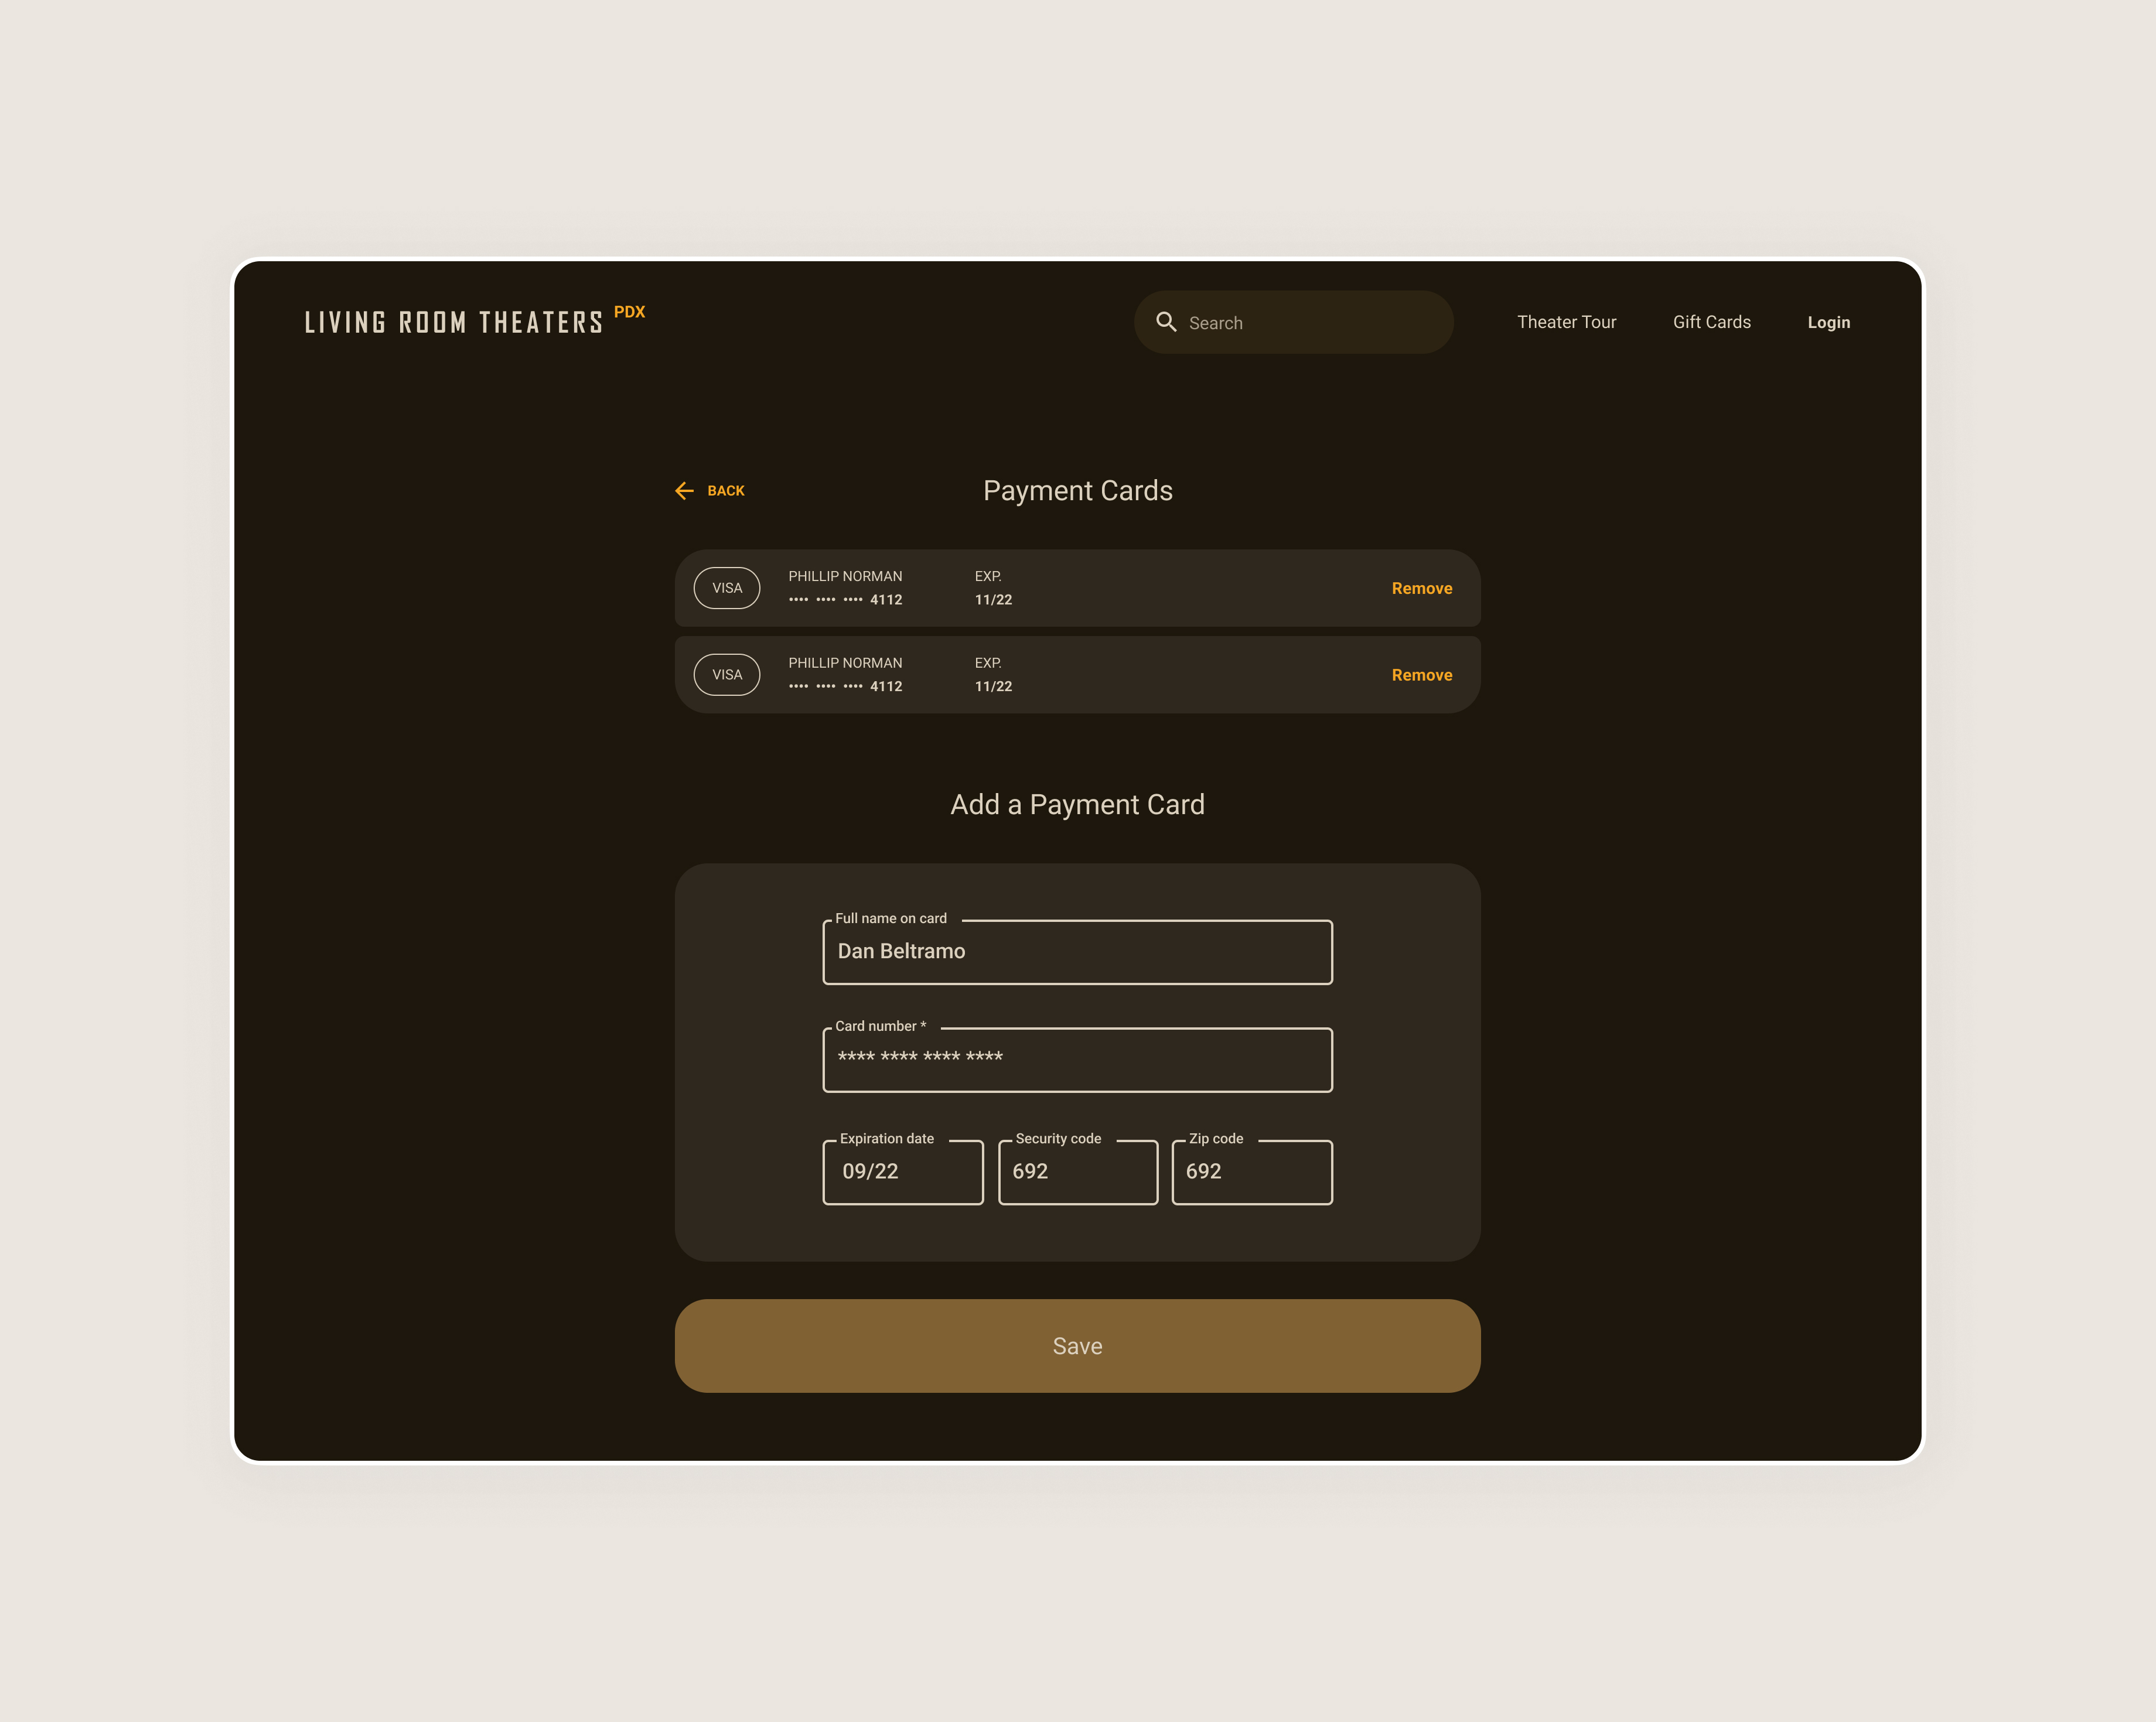 LIVING ROOM THEATERS PDX
Search
Theater Tour
Gift Cards
Login
BACK
Payment Cards
VISA
PHILLIP NORMAN
•••• •••• •••• 4112
EXP.
11/22
Remove
VISA
PHILLIP NORMAN
•••• •••• •••• 4112
EXP.
11/22
Remove
Add a Payment Card
Full name on card
Dan Beltramo
Card number *
**** **** **** ****
Expiration date
09/22
Security code
692
Zip code
692
Save